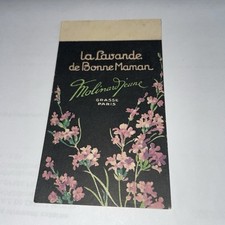 La Lavande
de Bonne Maman
Molinard Jeune
GRASSE
PARIS